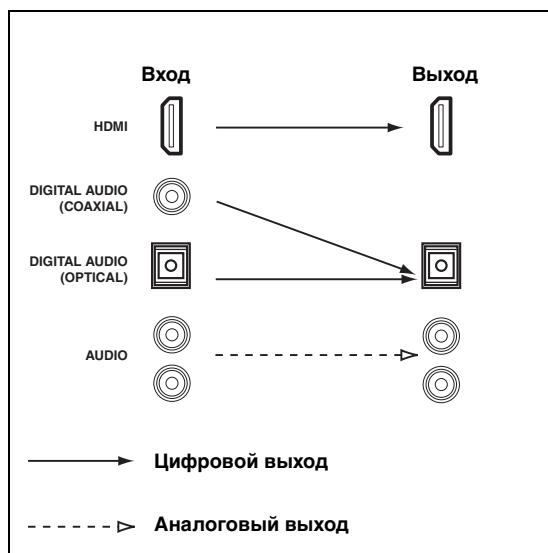 Вход Выход
HDMI
DIGITAL AUDIO
(COAXIAL)
DIGITAL AUDIO
(OPTICAL)
AUDIO
Цифровой выход
Аналоговый выход